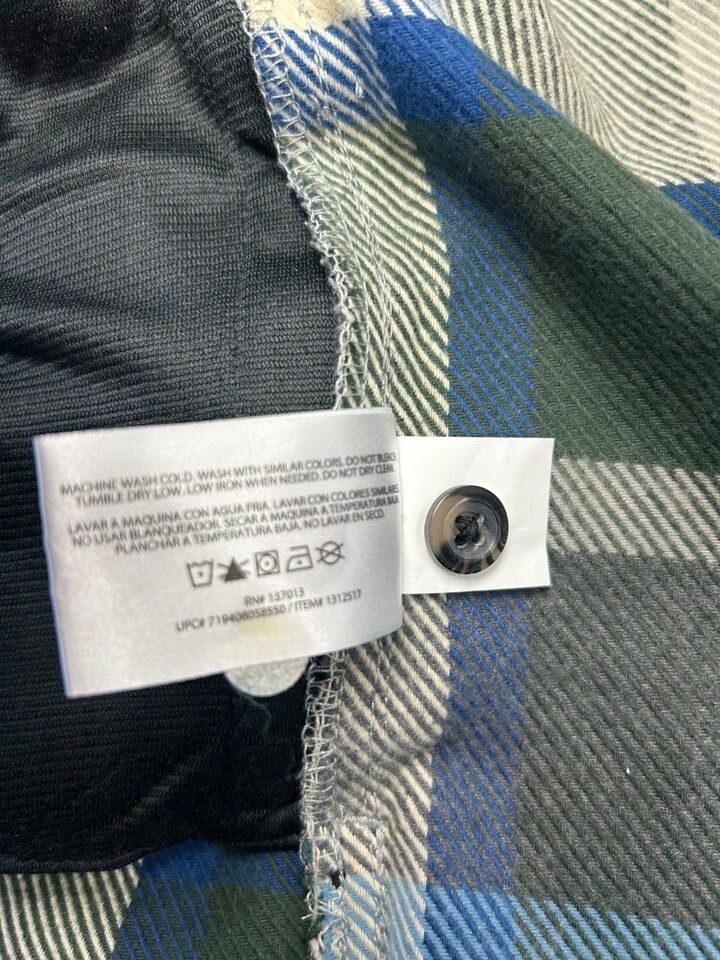 MACHINE WASH COLD. WASH WITH SIMILAR COLORS. DO NOT BLEACH
TUMBLE DRY LOW. LOW IRON WHEN NEEDED. DO NOT DRY CLEAN.
LAVAR A MAQUINA CON AGUA FRIA. LAVAR CON COLORES SIMILARES.
NO USAR BLANQUEADOR. SECAR A MAQUINA A TEMPERATURA BAJA.
PLANCHAR A TEMPERATURA BAJA. NO LAVAR EN SECO.
RN# 137013
UPC# 719408058550 / ITEM# 1312517